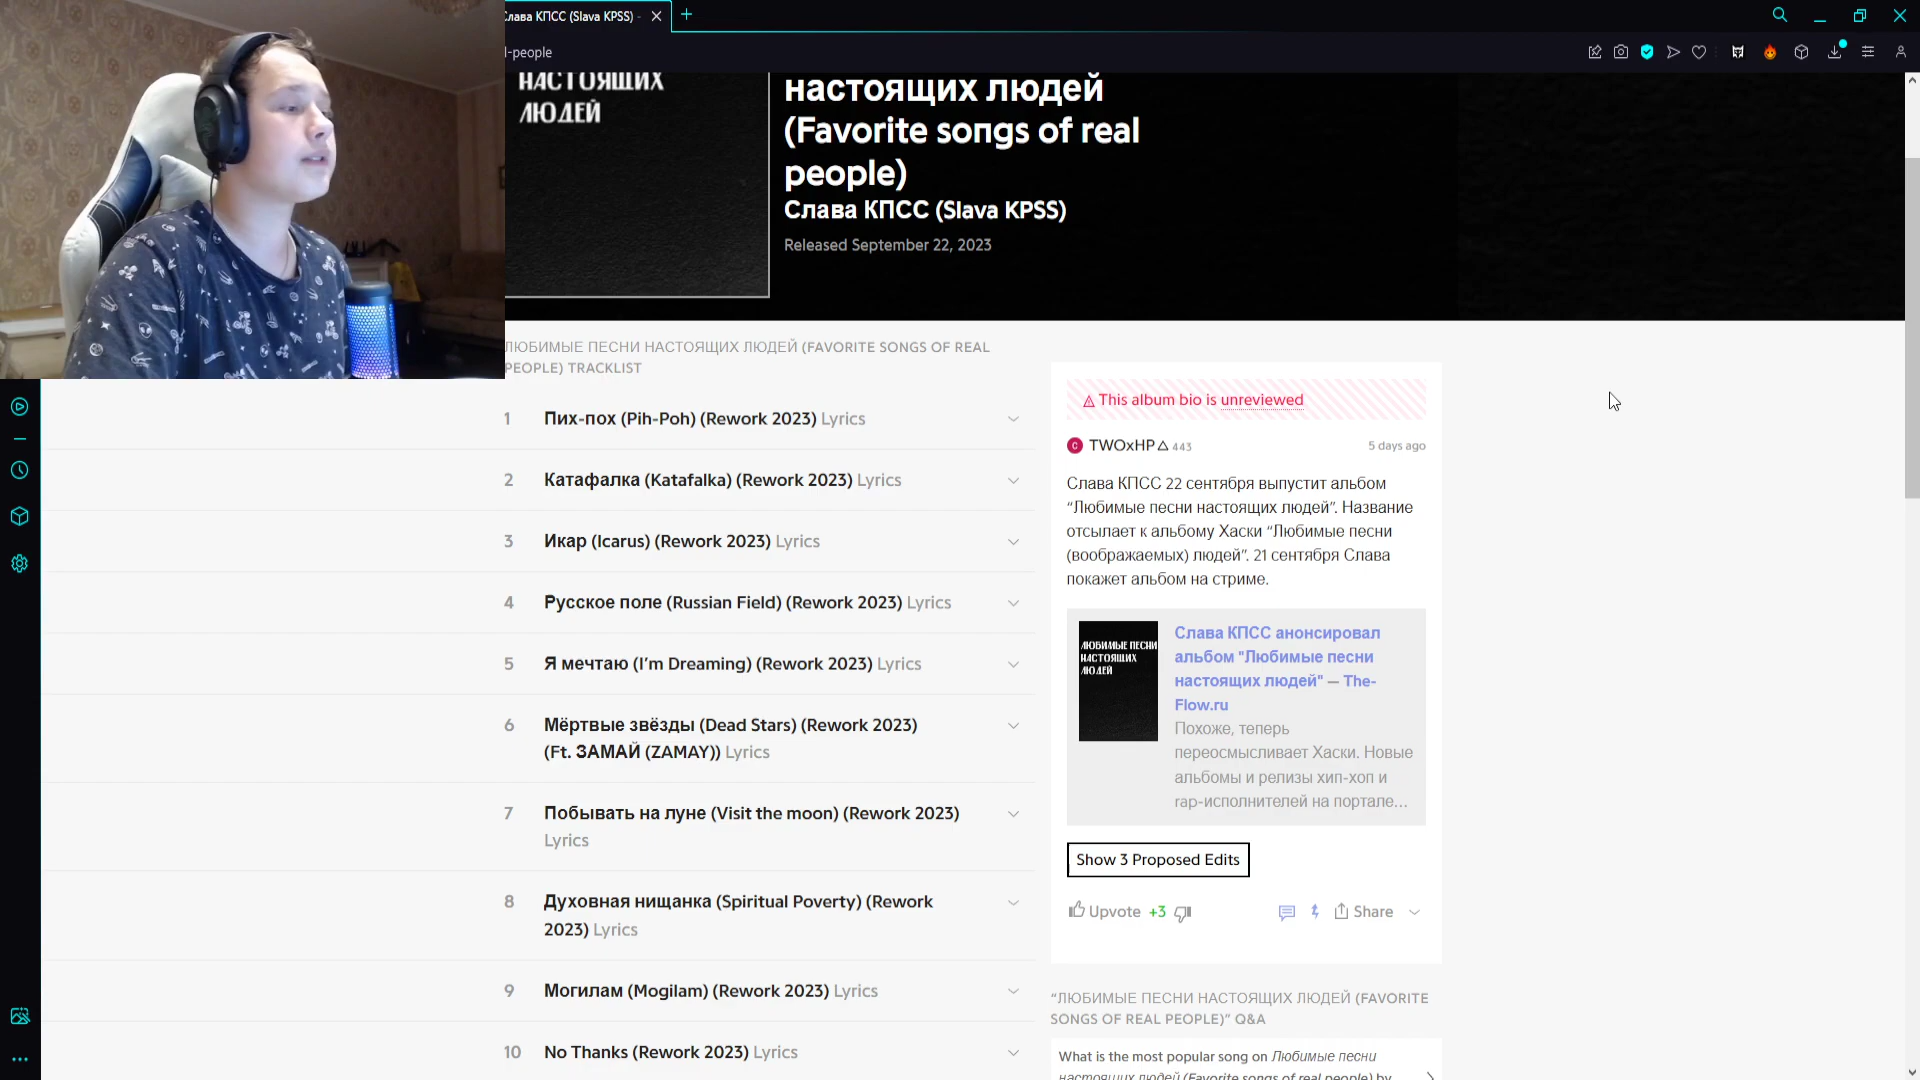 Слава КПСС (Slava KPSS) -
l-people
НАСТОЯЩИХ
ЛЮДЕЙ
настоящих людей
(Favorite songs of real
people)
Слава КПСС (Slava KPSS)
Released September 22, 2023
ЛЮБИМЫЕ ПЕСНИ НАСТОЯЩИХ ЛЮДЕЙ (FAVORITE SONGS OF REAL
PEOPLE) TRACKLIST
1 Пих-пох (Pih-Poh) (Rework 2023) Lyrics
2 Катафалка (Katafalka) (Rework 2023) Lyrics
3 Икар (Icarus) (Rework 2023) Lyrics
4 Русское поле (Russian Field) (Rework 2023) Lyrics
5 Я мечтаю (I'm Dreaming) (Rework 2023) Lyrics
6 Мёртвые звёзды (Dead Stars) (Rework 2023)
(Ft. ЗАМАЙ (ZAMAY)) Lyrics
7 Побывать на луне (Visit the moon) (Rework 2023)
Lyrics
8 Духовная нищанка (Spiritual Poverty) (Rework
2023) Lyrics
9 Могилам (Mogilam) (Rework 2023) Lyrics
10 No Thanks (Rework 2023) Lyrics
This album bio is unreviewed
C TWOxHP 443 5 days ago
Слава КПСС 22 сентября выпустит альбом
“Любимые песни настоящих людей”. Название
отсылает к альбому Хаски “Любимые песни
(воображаемых) людей”. 21 сентября Слава
покажет альбом на стриме.
ЛЮБИМЫЕ ПЕСНИ
НАСТОЯЩИХ
ЛЮДЕЙ
Слава КПСС анонсировал
альбом "Любимые песни
настоящих людей" — The-
Flow.ru
Похоже, теперь
переосмысливает Хаски. Новые
альбомы и релизы хип-хоп и
rap-исполнителей на портале...
Show 3 Proposed Edits
Upvote +3 Share
“ЛЮБИМЫЕ ПЕСНИ НАСТОЯЩИХ ЛЮДЕЙ (FAVORITE
SONGS OF REAL PEOPLE)” Q&A
What is the most popular song on Любимые песни
настоящих людей (Favorite songs of real people) by